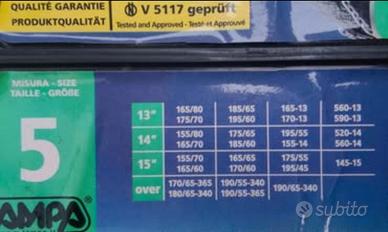 QUALITÉ GARANTIE
PRODUKTQUALITÄT
V 5117 geprüft
Tested and Approved - Testé et Approuvé
MISURA - SIZE
TAILLE - GRÖßE
5
LAMPA
13" 165/80 185/65 165-13 560-13
175/70 195/60 170-13 590-13
14" 155/80 175/65 195/55 520-14
165/70 185/60 155-14 560-14
15" 155/70 165/65 175/55 145-15
165/60 170/60 195/45
over 170/65-365 190/55-340 190/65-340
180/65-340 190/55-365
subito